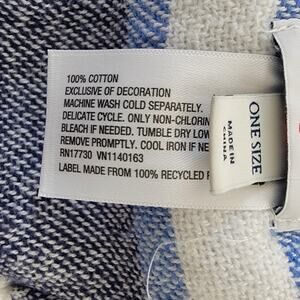 100% COTTON
EXCLUSIVE OF DECORATION
MACHINE WASH COLD SEPARATELY.
DELICATE CYCLE. ONLY NON-CHLORIN
BLEACH IF NEEDED. TUMBLE DRY LOW
REMOVE PROMPTLY. COOL IRON IF NE
RN17730 VN1140163
LABEL MADE FROM 100% RECYCLED
ONE SIZE
MADE IN
CHINA